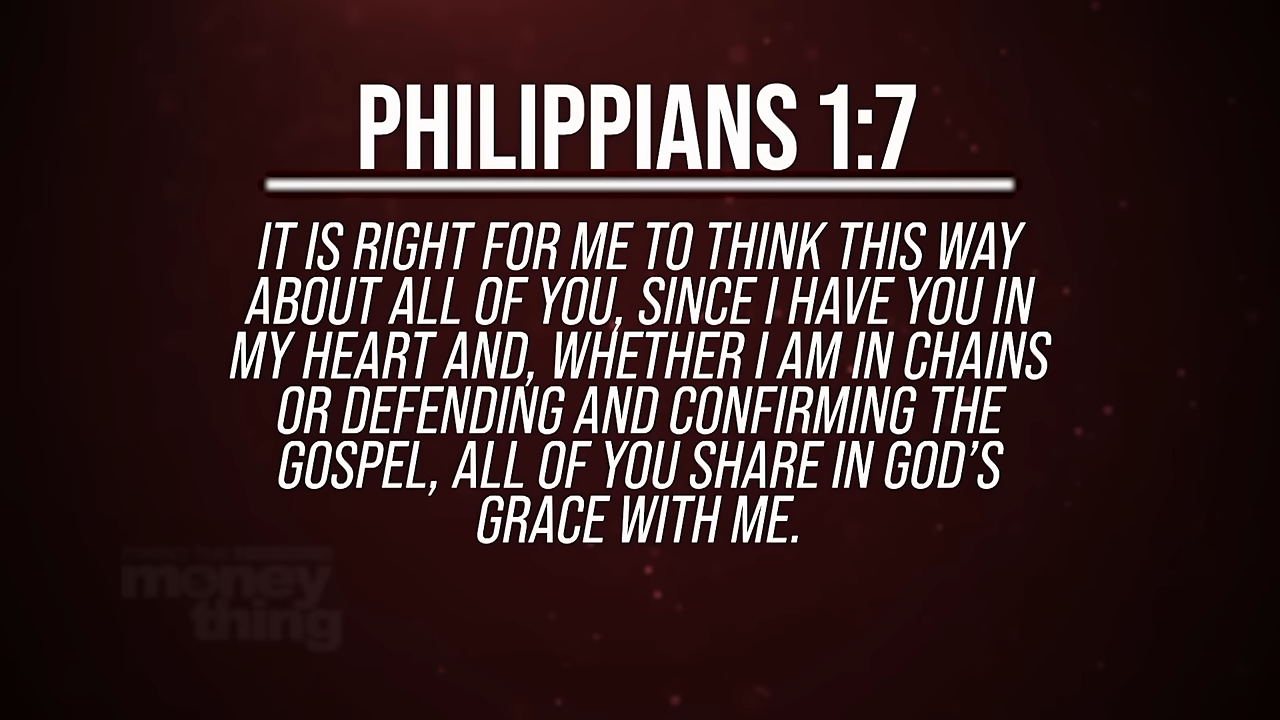 PHILIPPIANS 1:7
IT IS RIGHT FOR ME TO THINK THIS WAY
ABOUT ALL OF YOU, SINCE I HAVE YOU IN
MY HEART AND, WHETHER I AM IN CHAINS
OR DEFENDING AND CONFIRMING THE
GOSPEL, ALL OF YOU SHARE IN GOD’S
GRACE WITH ME.
money
thing